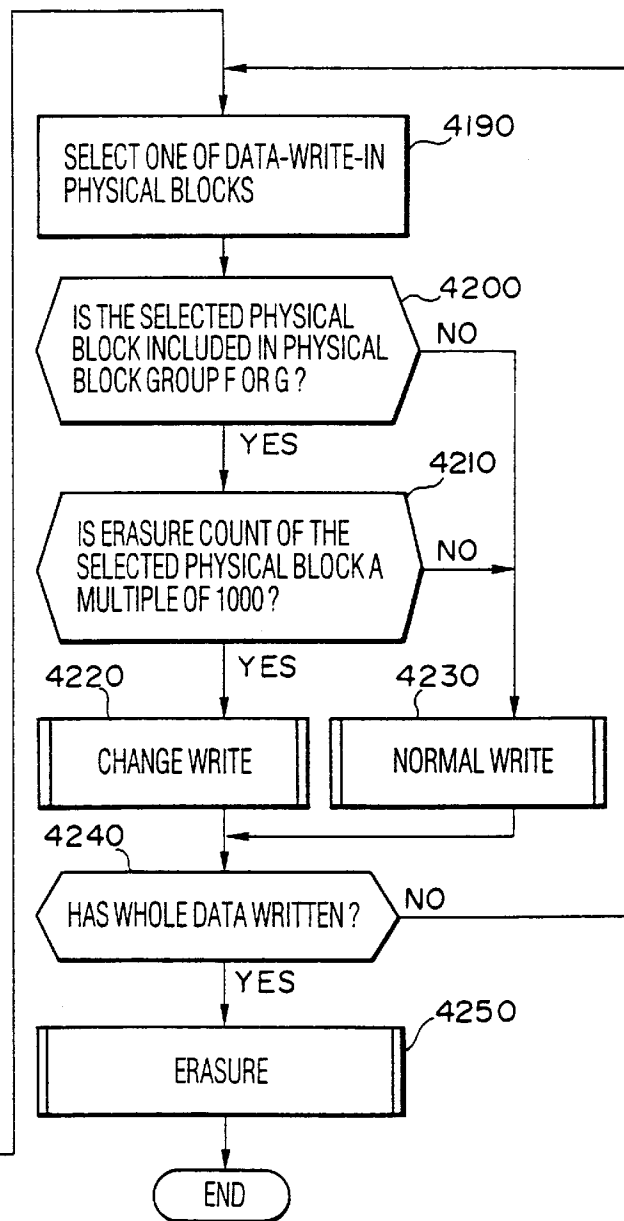 4190
SELECT ONE OF DATA-WRITE-IN
PHYSICAL BLOCKS
4200
IS THE SELECTED PHYSICAL
BLOCK INCLUDED IN PHYSICAL
BLOCK GROUP F OR G ?
NO
YES
4210
IS ERASURE COUNT OF THE
SELECTED PHYSICAL BLOCK A
MULTIPLE OF 1000 ?
NO
YES
4220
CHANGE WRITE
4230
NORMAL WRITE
4240
HAS WHOLE DATA WRITTEN ?
NO
YES
4250
ERASURE
END